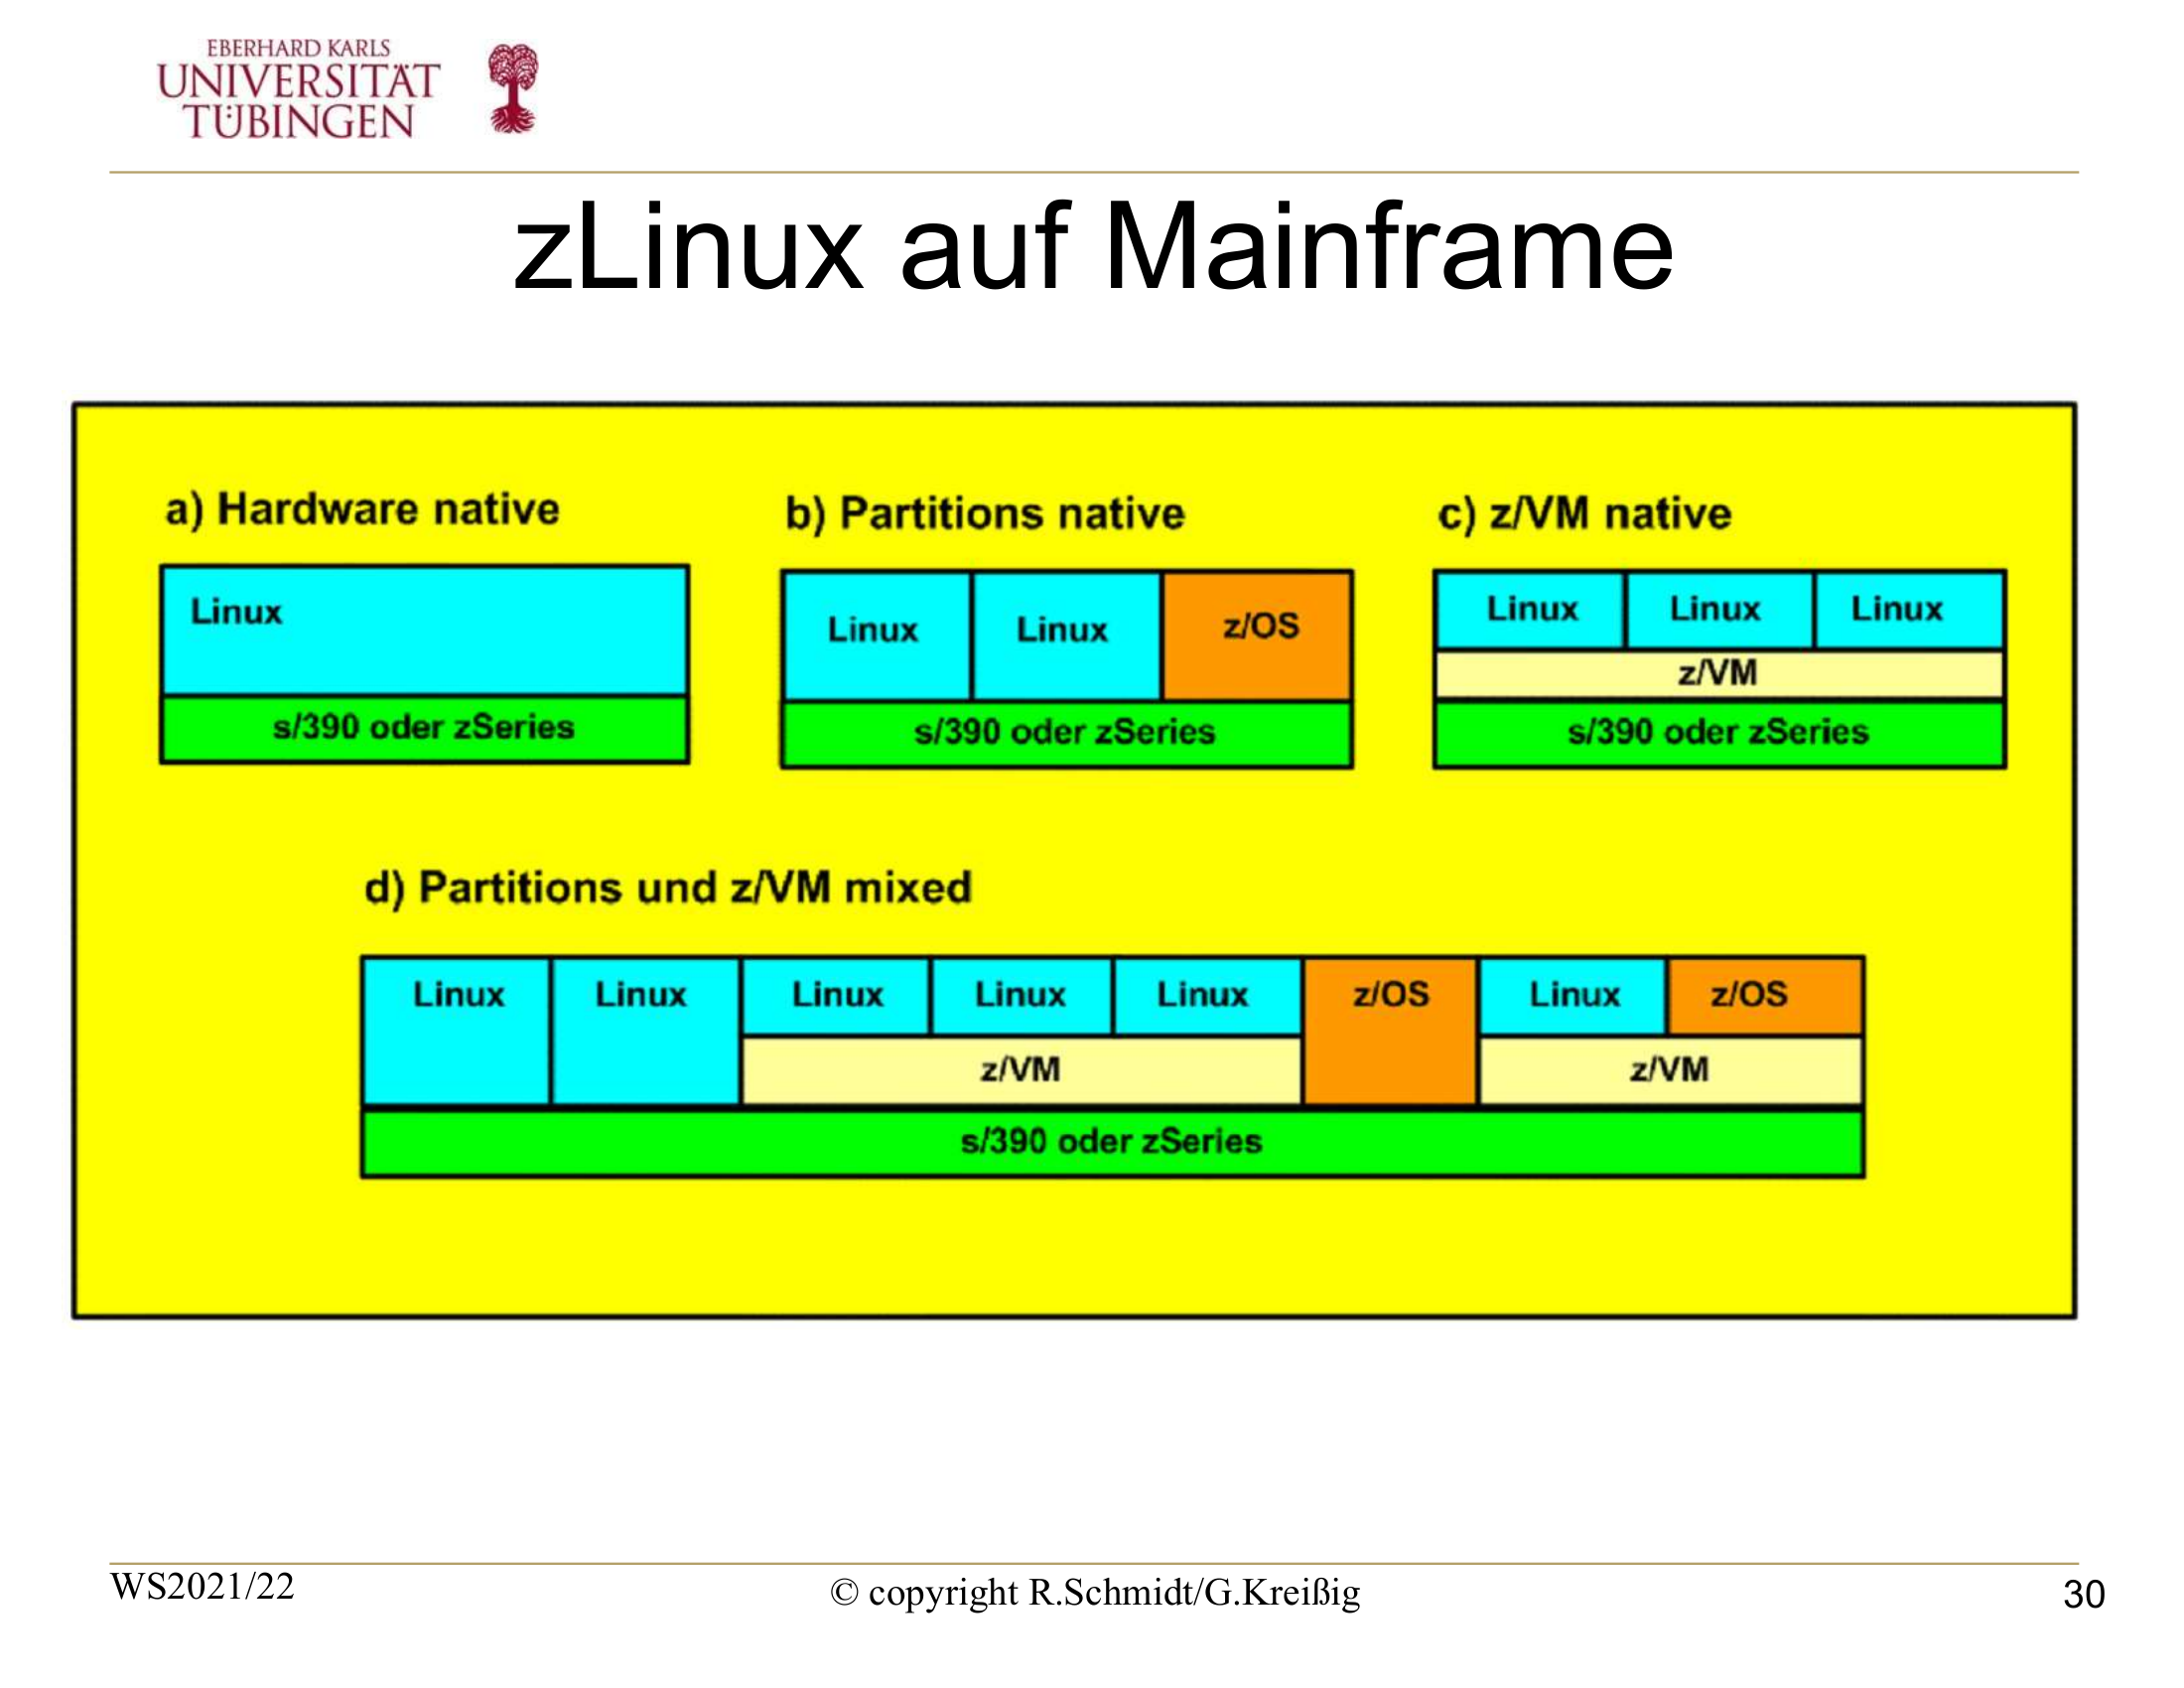 EBERHARD KARLS
UNIVERSITÄT
TÜBINGEN
zLinux auf Mainframe
a) Hardware native
Linux
s/390 oder zSeries
b) Partitions native
Linux Linux z/OS
s/390 oder zSeries
c) z/VM native
Linux Linux Linux
z/VM
s/390 oder zSeries
d) Partitions und z/VM mixed
Linux Linux Linux Linux Linux z/OS Linux z/OS
z/VM z/VM
s/390 oder zSeries
WS2021/22
© copyright R.Schmidt/G.Kreißig
30